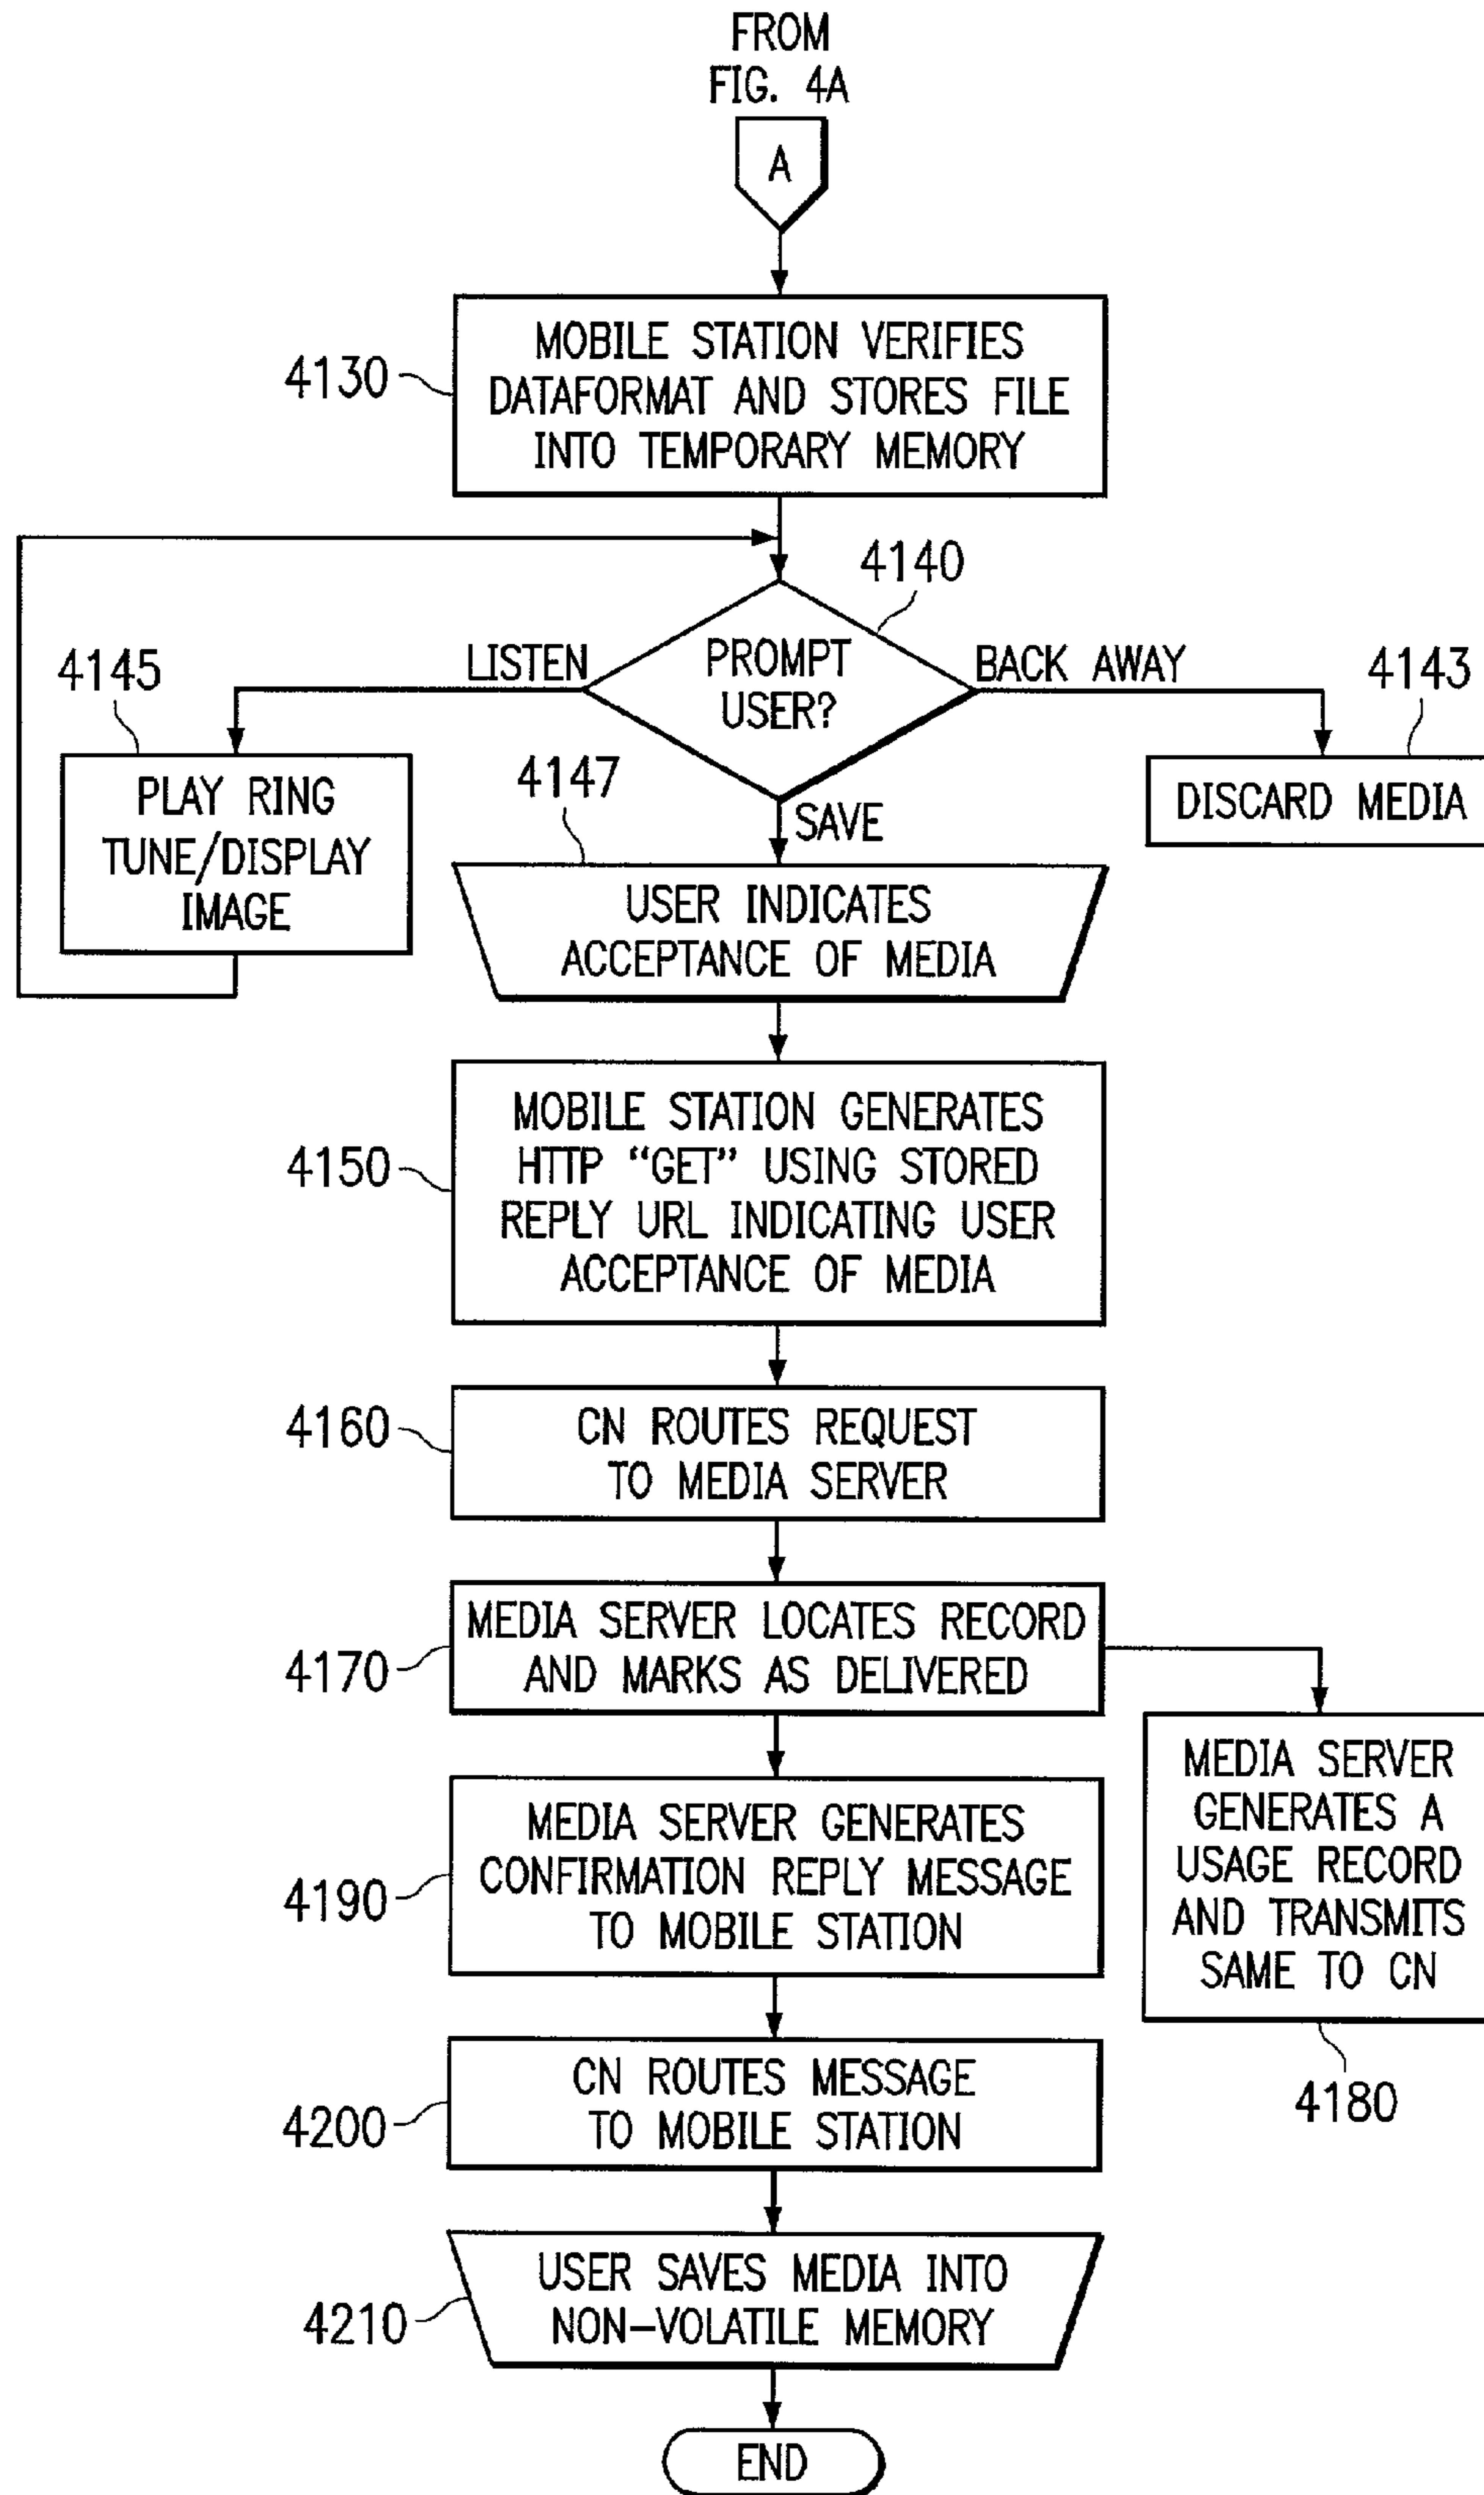 FROM
FIG. 4A
A
4130
MOBILE STATION VERIFIES
DATAFORMAT AND STORES FILE
INTO TEMPORARY MEMORY
4140
PROMPT
USER?
LISTEN
BACK AWAY
4145
4143
PLAY RING
TUNE/DISPLAY
IMAGE
DISCARD MEDIA
4147
SAVE
USER INDICATES
ACCEPTANCE OF MEDIA
4150
MOBILE STATION GENERATES
HTTP “GET” USING STORED
REPLY URL INDICATING USER
ACCEPTANCE OF MEDIA
4160
CN ROUTES REQUEST
TO MEDIA SERVER
4170
MEDIA SERVER LOCATES RECORD
AND MARKS AS DELIVERED
MEDIA SERVER
GENERATES A
USAGE RECORD
AND TRANSMITS
SAME TO CN
4180
4190
MEDIA SERVER GENERATES
CONFIRMATION REPLY MESSAGE
TO MOBILE STATION
4200
CN ROUTES MESSAGE
TO MOBILE STATION
4210
USER SAVES MEDIA INTO
NON-VOLATILE MEMORY
END